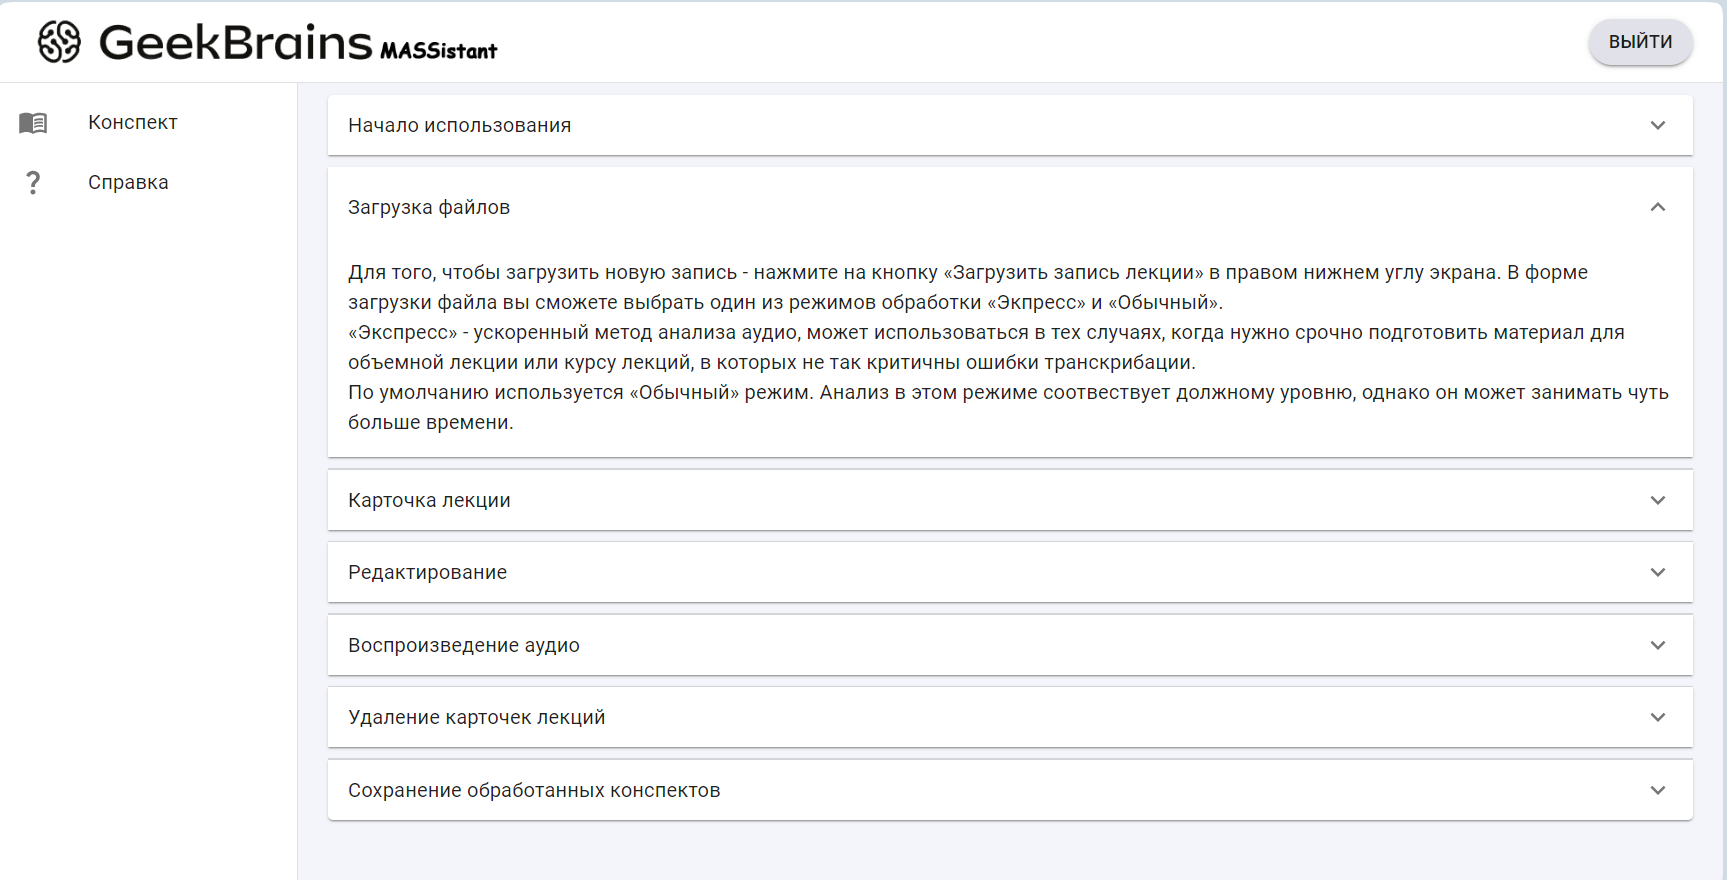 GeekBrains MASSistant
ВЫЙТИ
Конспект
Справка
Начало использования
Загрузка файлов
Для того, чтобы загрузить новую запись - нажмите на кнопку «Загрузить запись лекции» в правом нижнем углу экрана. В форме
загрузки файла вы сможете выбрать один из режимов обработки «Экпресс» и «Обычный».
«Экспресс» - ускоренный метод анализа аудио, может использоваться в тех случаях, когда нужно срочно подготовить материал для
объемной лекции или курсу лекций, в которых не так критичны ошибки транскрибации.
По умолчанию используется «Обычный» режим. Анализ в этом режиме соотвествует должному уровню, однако он может занимать чуть
больше времени.
Карточка лекции
Редактирование
Воспроизведение аудио
Удаление карточек лекций
Сохранение обработанных конспектов